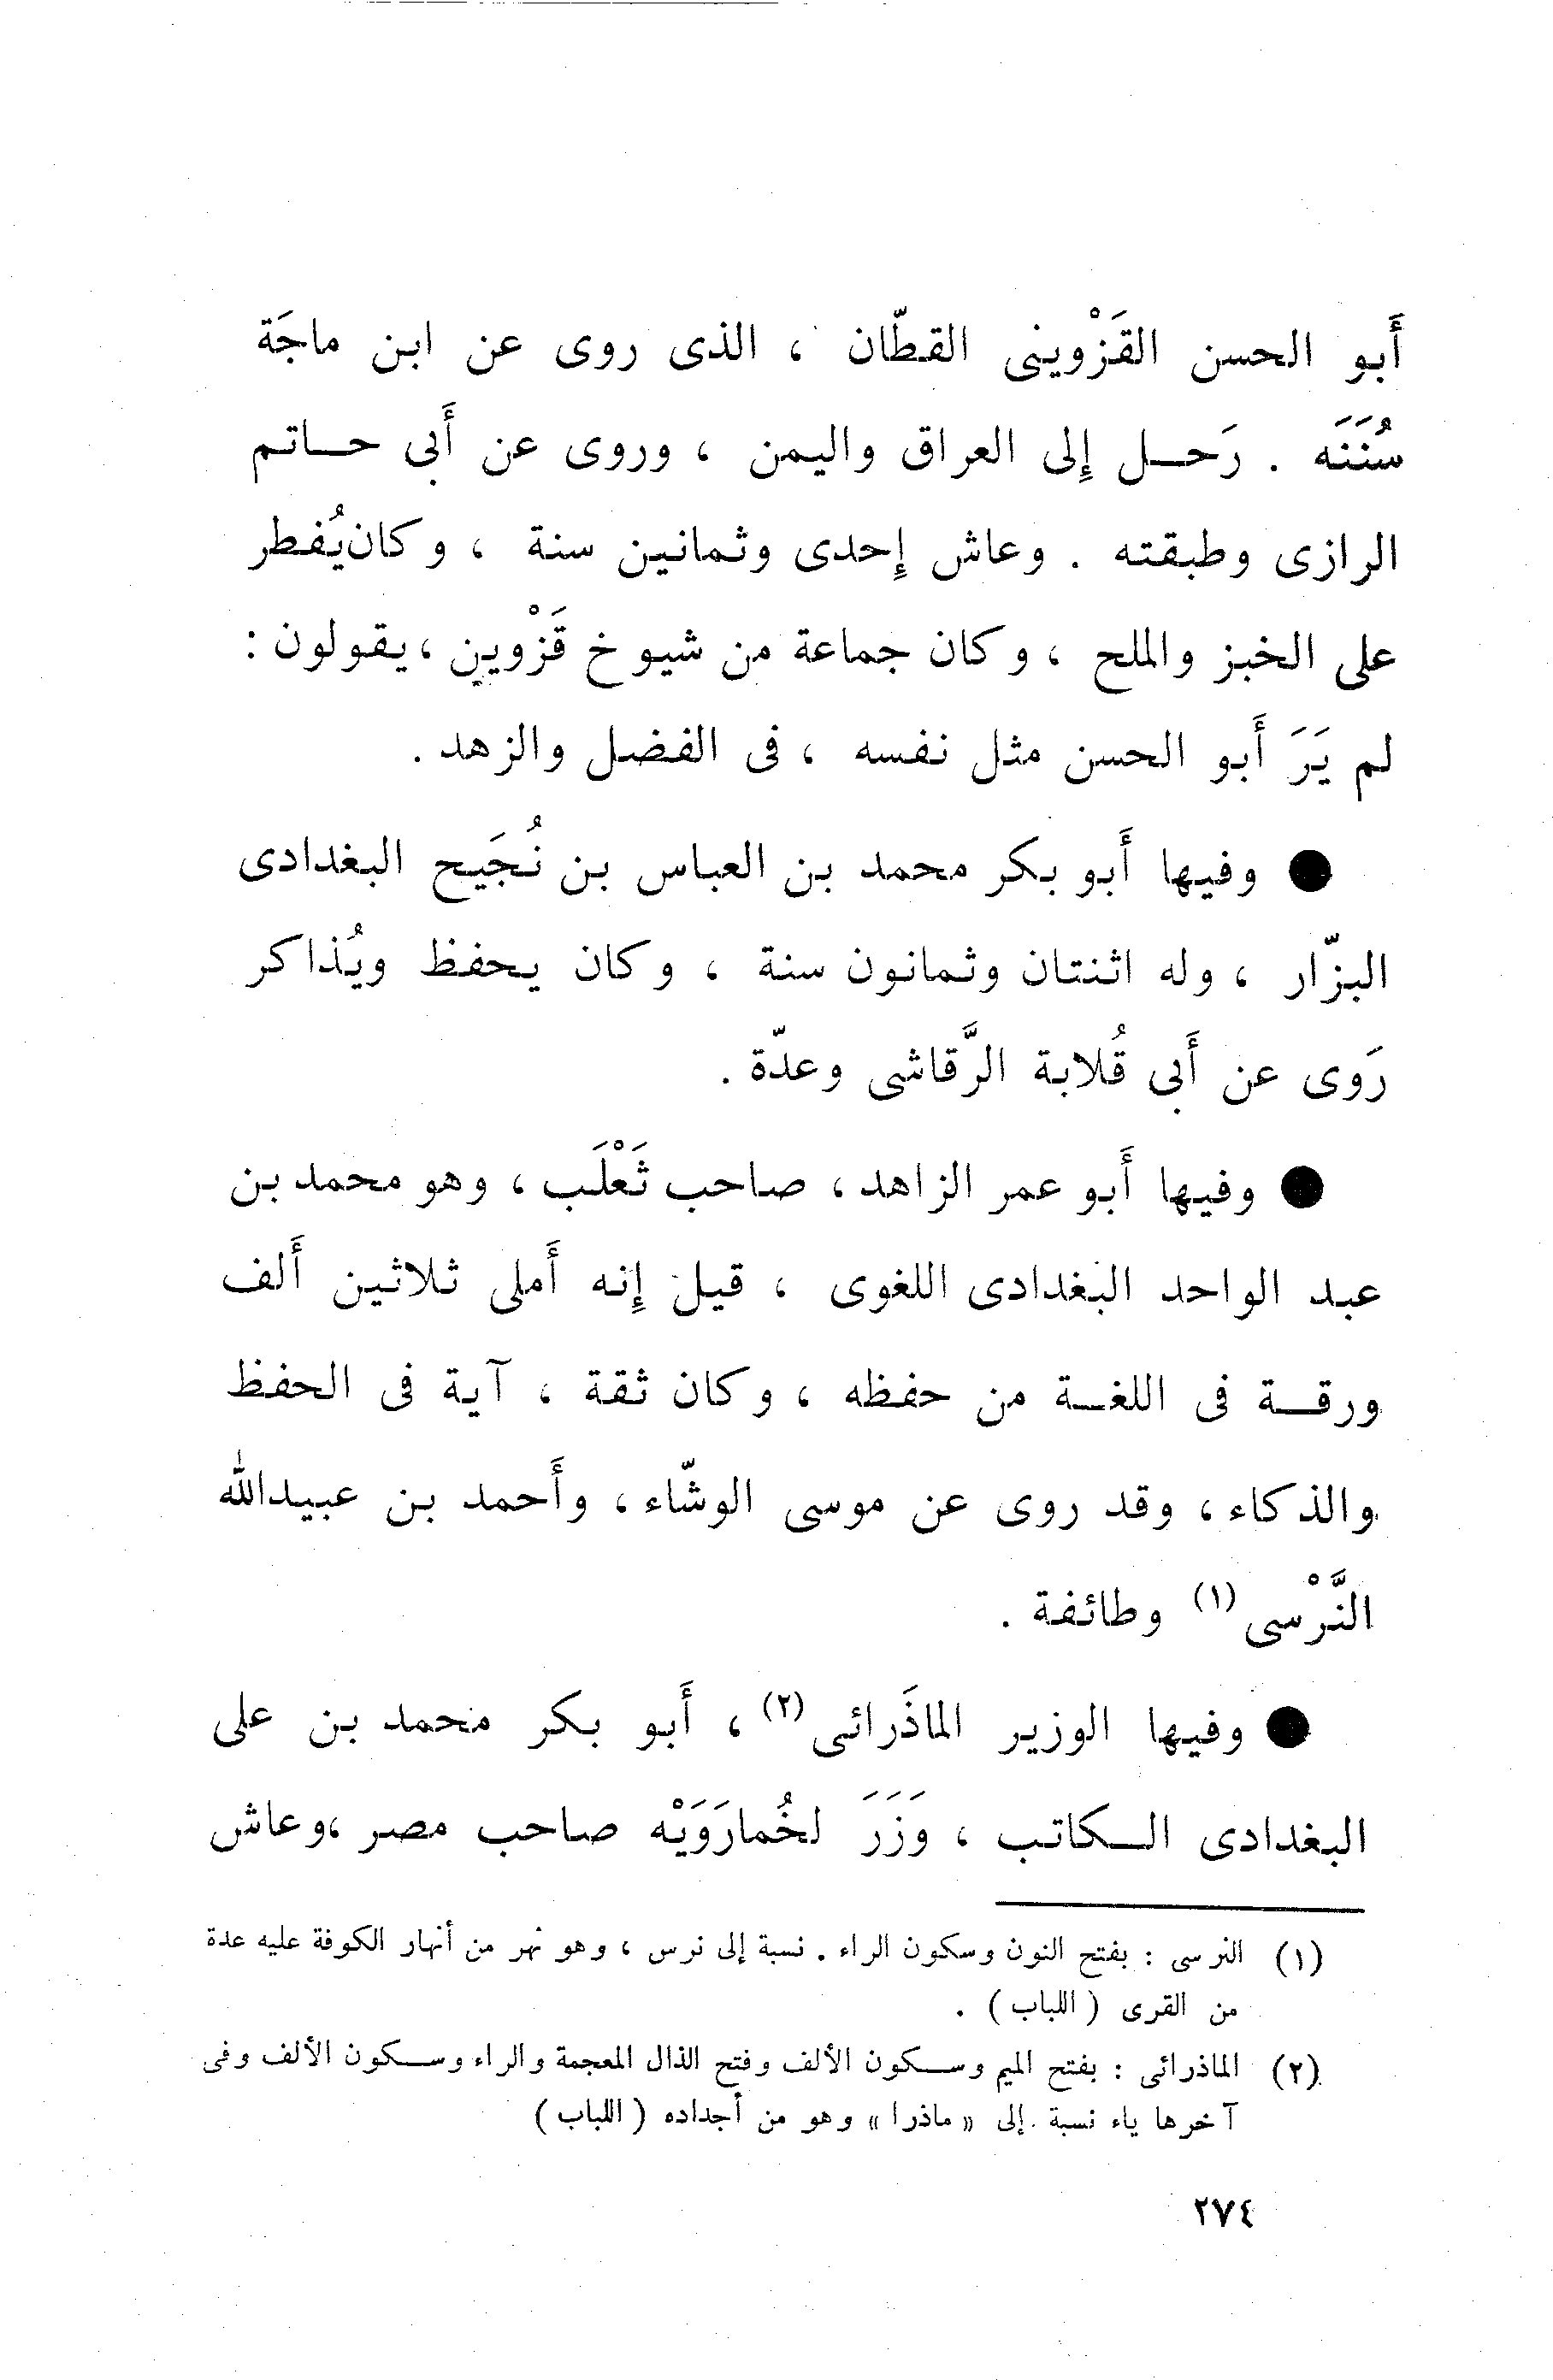 أَبو الحسن القَزْوينى القطّان ، الذى روى عن ابن ماجَة
سُنَنَه . رَحـل إِلى العراق واليمن ، وروى عن أَبى حـاتم
الرازى وطبقته . وعاش إِحدى وثمانين سنة ، وكان يُفطر
على الخبز والملح ، وكان جماعة من شيوخ قَزْوين ، يقولون :
لم يَرَ أَبو الحسن مثل نفسه ، فى الفضل والزهد .
● وفيها أَبو بكر محمد بن العباس بن نُجَيح البغدادى
البزّار ، وله اثنتان وثمانون سنة ، وكان يحفظ ويُذاكر
رَوى عن أَبى قُلابة الرَّقاشى وعدّة .
● وفيها أَبو عمر الزاهد ، صاحب ثَعْلَب ، وهو محمد بن
عبد الواحد البغدادى اللغوى ، قيل إِنه أَملى ثلاثين أَلف
ورقـة فى اللغـة من حفظه ، وكان ثقة ، آية فى الحفظ
والذكاء ، وقد روى عن موسى الوشّاء ، وأَحمد بن عبيدالله
النَّرْسى (١) وطائفة .
● وفيها الوزير الماذَرائى (٢) ، أَبو بكر محمد بن على
البغدادى الـكاتب ، وَزَرَ لخُمارَوَيْه صاحب مصر ، وعاش
(١) النرسى : بفتح النون وسكون الراء . نسبة إلى نرس ، وهو نهر من أنهار الكوفة عليه عدة
من القرى ( اللباب ) .
(٢) الماذرائى : بفتح الميم وسـكون الألف وفتح الذال المعجمة والراء وسـكون الألف وفى
آخرها ياء نسبة إلى « ماذرا » وهو من أجداده ( اللباب )
٢٧٤